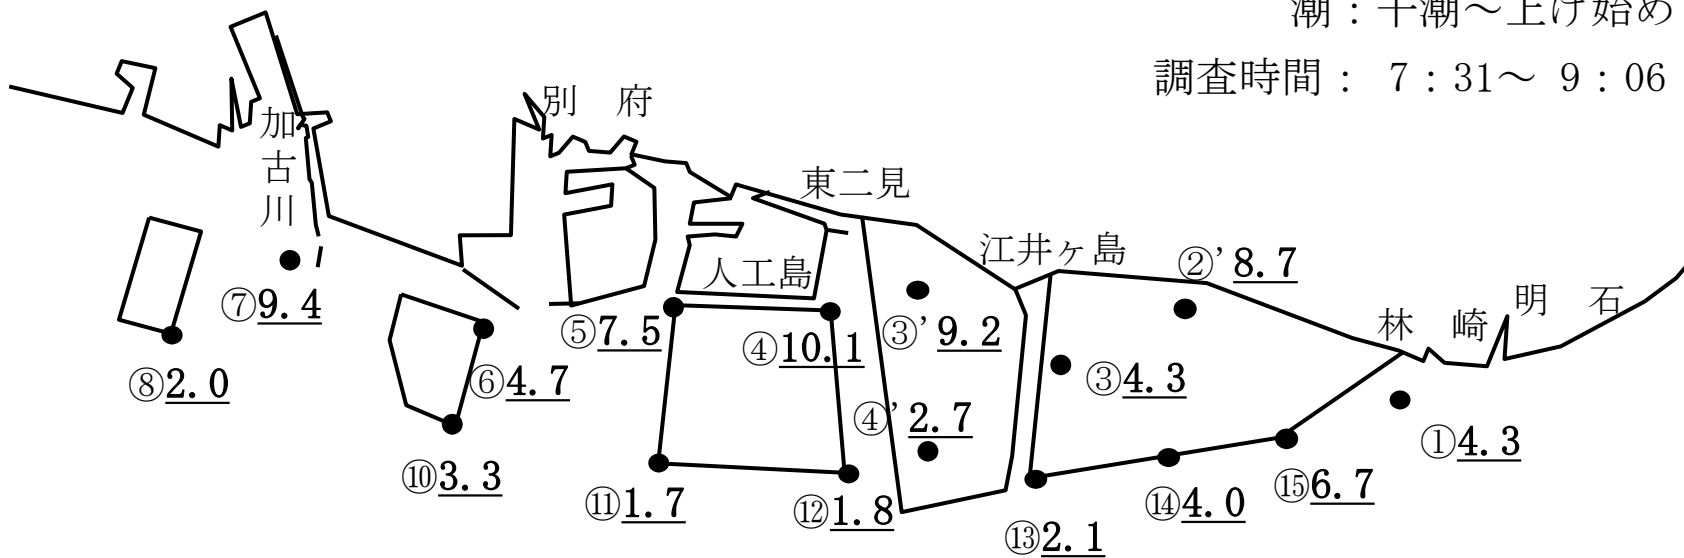 潮：干潮～上げ始め
調査時間： 7：31～ 9：06
別 府
加古川
東二見
江井ヶ島
②’8.7
人工島
明 石
林 崎
⑦9.4
⑤7.5
④10.1
③’9.2
③4.3
⑧2.0
⑥4.7
④’2.7
①4.3
⑩3.3
⑪1.7
⑫1.8
⑬2.1
⑭4.0
⑮6.7